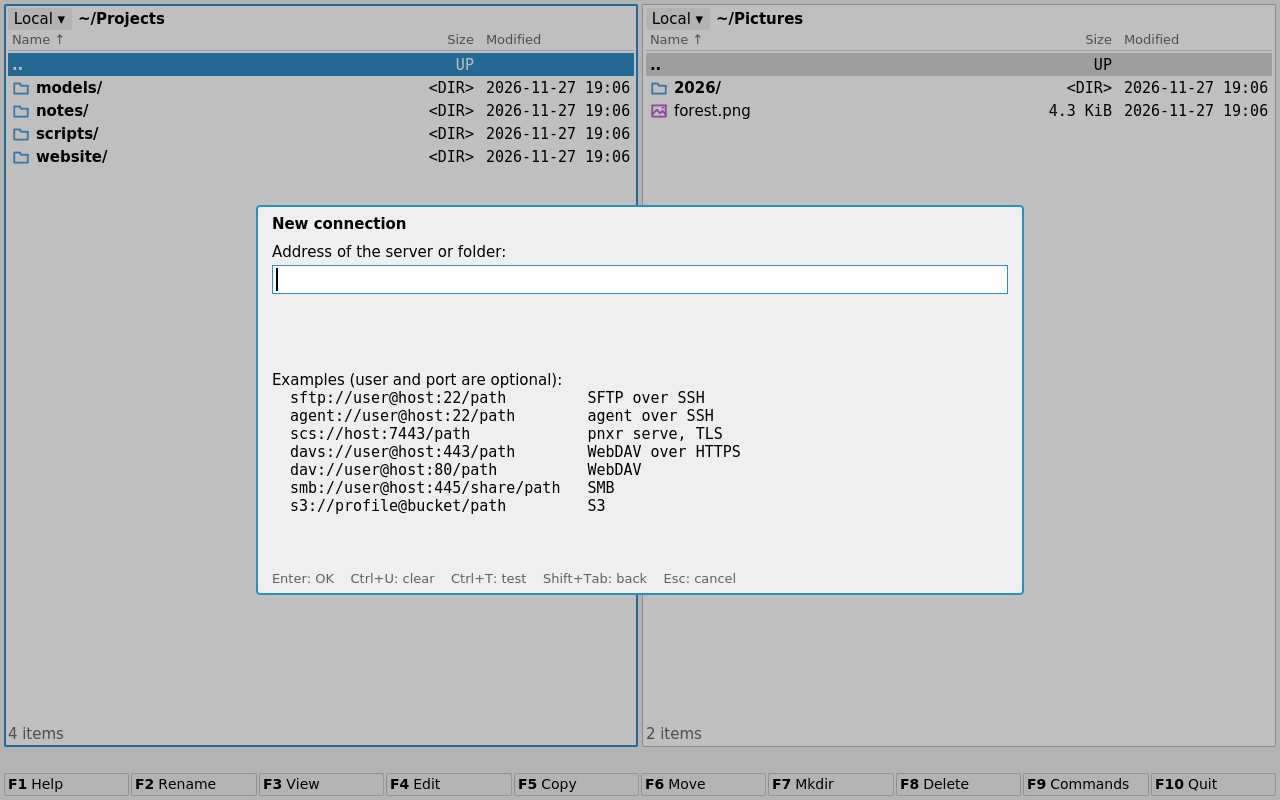 Local ▾ ~/Projects
Name ↑ Size Modified
.. UP
models/ <DIR> 2026-11-27 19:06
notes/ <DIR> 2026-11-27 19:06
scripts/ <DIR> 2026-11-27 19:06
website/ <DIR> 2026-11-27 19:06
4 items
Local ▾ ~/Pictures
Name ↑ Size Modified
.. UP
2026/ <DIR> 2026-11-27 19:06
forest.png 4.3 KiB 2026-11-27 19:06
2 items
New connection
Address of the server or folder:
Examples (user and port are optional):
sftp://user@host:22/path SFTP over SSH
agent://user@host:22/path agent over SSH
scs://host:7443/path pnxr serve, TLS
davs://user@host:443/path WebDAV over HTTPS
dav://user@host:80/path WebDAV
smb://user@host:445/share/path SMB
s3://profile@bucket/path S3
Enter: OK Ctrl+U: clear Ctrl+T: test Shift+Tab: back Esc: cancel
F1 Help F2 Rename F3 View F4 Edit F5 Copy F6 Move F7 Mkdir F8 Delete F9 Commands F10 Quit